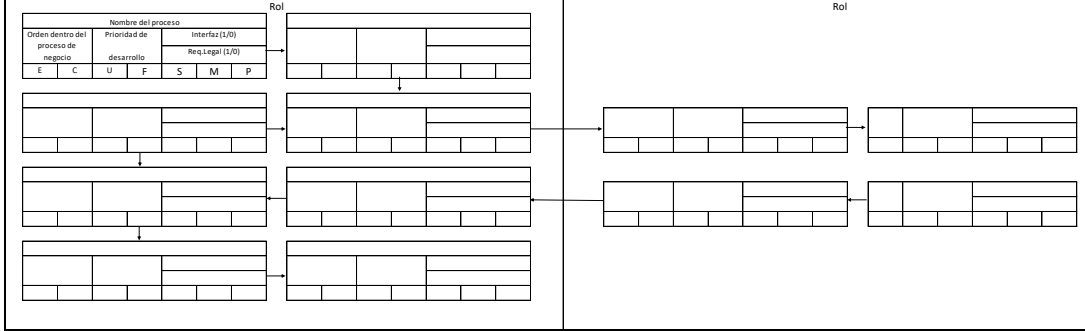 Rol
Rol
Nombre del proceso
Orden dentro del
proceso de
negocio
Prioridad de
desarrollo
Interfaz (1/0)
Req.Legal (1/0)
E C U F S M P